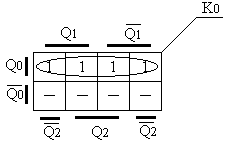 K0
Q1 Q̅1̅
Q0 1 1 1 1
Q̅0̅ – – – –
Q̅2̅ Q2 Q̅2̅